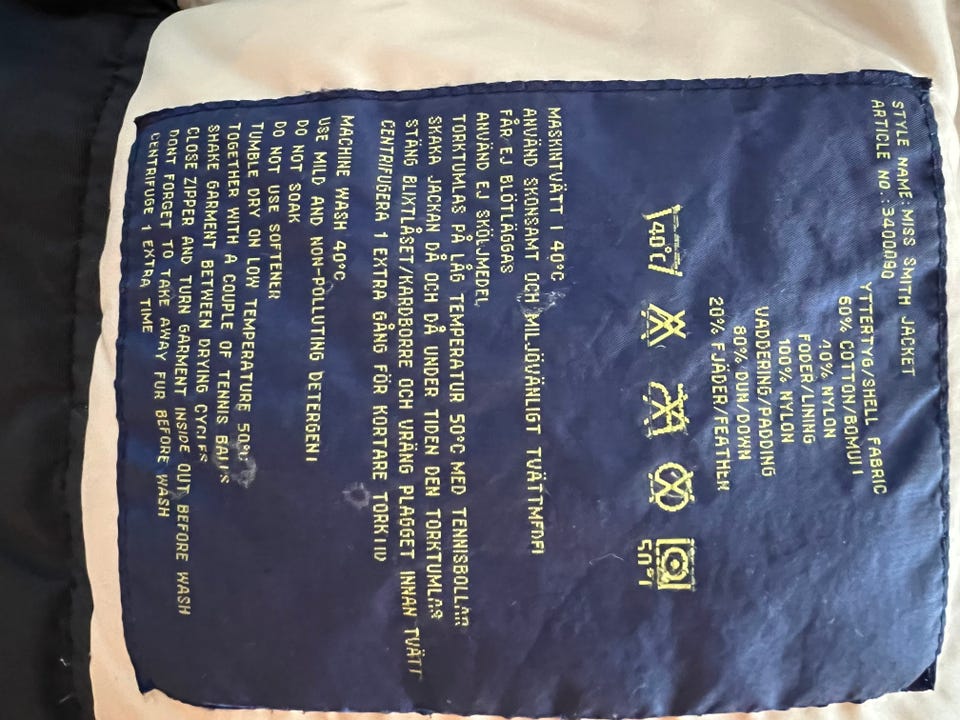 STYLE NAME: MISS SMITH JACKET
ARTICLE NO.: 3400090
YTTERTYG/SHELL FABRIC
60% COTTON/BOMULL
40% NYLON
FODER/LINING
100% NYLON
VADDERING/PADDING
80% DUN/DOWN
20% FJÄDER/FEATHER
40°C
50°C
MASKINTVÄTT I 40°C
ANVÄND SKONSAMT OCH MILJÖVÄNLIGT TVÄTTMEDEL
FÅR EJ BLÖTLÄGGAS
ANVÄND EJ SKÖLJMEDEL
TORKTUMLAS PÅ LÅG TEMPERATUR 50°C MED TENNISBOLLAR
SKAKA JACKAN DÅ OCH DÅ UNDER TIDEN DEN TORKTUMLAS
STÄNG BLIXTLÅSET/KARDBORRE OCH VRÄNG PLAGGET INNAN TVÄTT
CENTRIFUGERA 1 EXTRA GÅNG FÖR KORTARE TORKTID
MACHINE WASH 40°C
USE MILD AND NON-POLLUTING DETERGENT
DO NOT SOAK
DO NOT USE SOFTENER
TUMBLE DRY ON LOW TEMPERATURE 50°C
TOGETHER WITH A COUPLE OF TENNIS BALLS
SHAKE GARMENT BETWEEN DRYING CYCLES
CLOSE ZIPPER AND TURN GARMENT INSIDE OUT BEFORE WASH
DONT FORGET TO TAKE AWAY FUR BEFORE WASH
CENTRIFUGE 1 EXTRA TIME